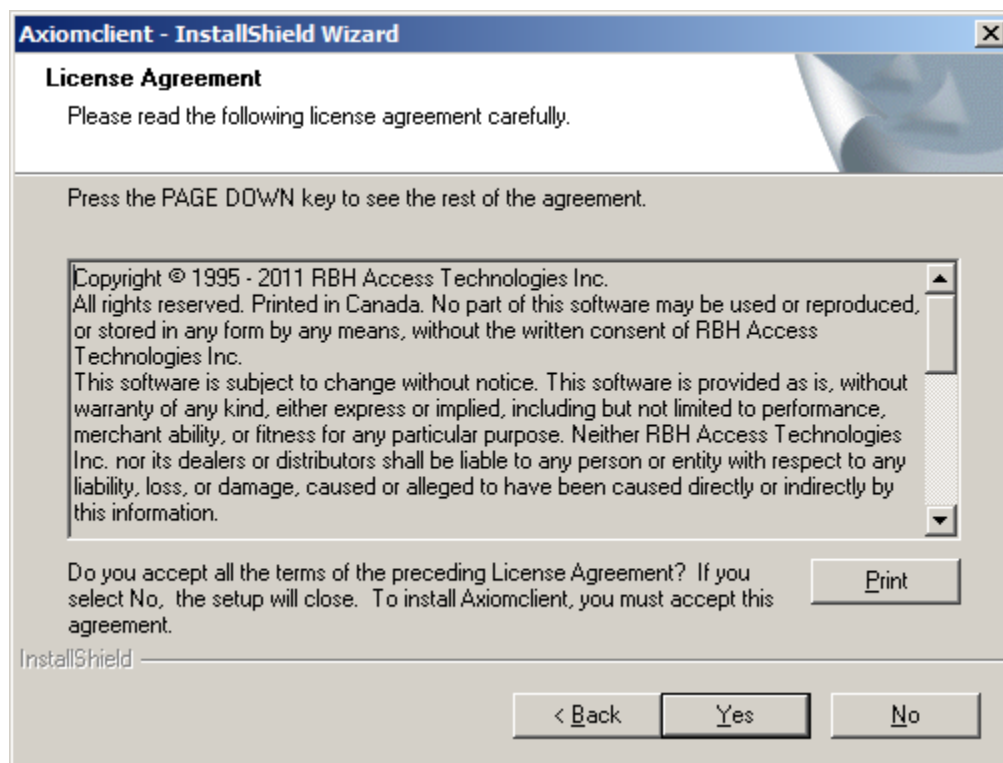 Axiomclient - InstallShield Wizard
License Agreement
Please read the following license agreement carefully.
Press the PAGE DOWN key to see the rest of the agreement.
Copyright © 1995 - 2011 RBH Access Technologies Inc.
All rights reserved. Printed in Canada. No part of this software may be used or reproduced,
or stored in any form by any means, without the written consent of RBH Access
Technologies Inc.
This software is subject to change without notice. This software is provided as is, without
warranty of any kind, either express or implied, including but not limited to performance,
merchant ability, or fitness for any particular purpose. Neither RBH Access Technologies
Inc. nor its dealers or distributors shall be liable to any person or entity with respect to any
liability, loss, or damage, caused or alleged to have been caused directly or indirectly by
this information.
Do you accept all the terms of the preceding License Agreement? If you
select No, the setup will close. To install Axiomclient, you must accept this
agreement.
Print
InstallShield
< Back
Yes
No